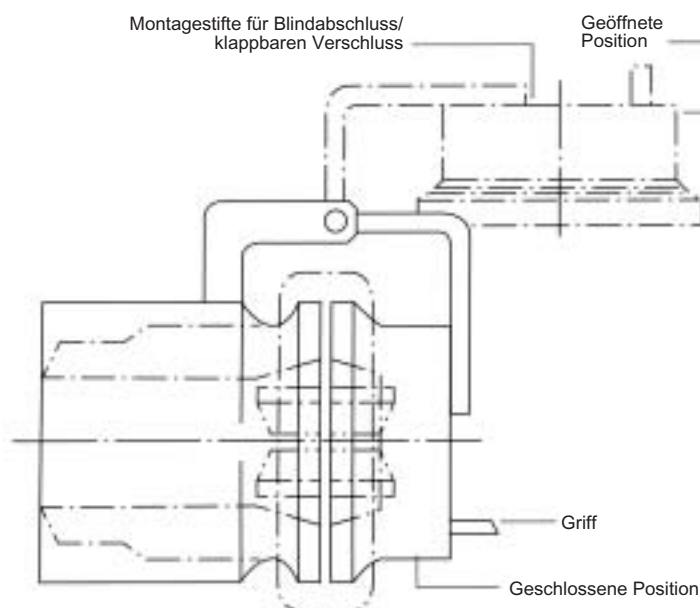 Montagestifte für Blindabschluss/
klappbaren Verschluss
Geöffnete
Position
Griff
Geschlossene Position